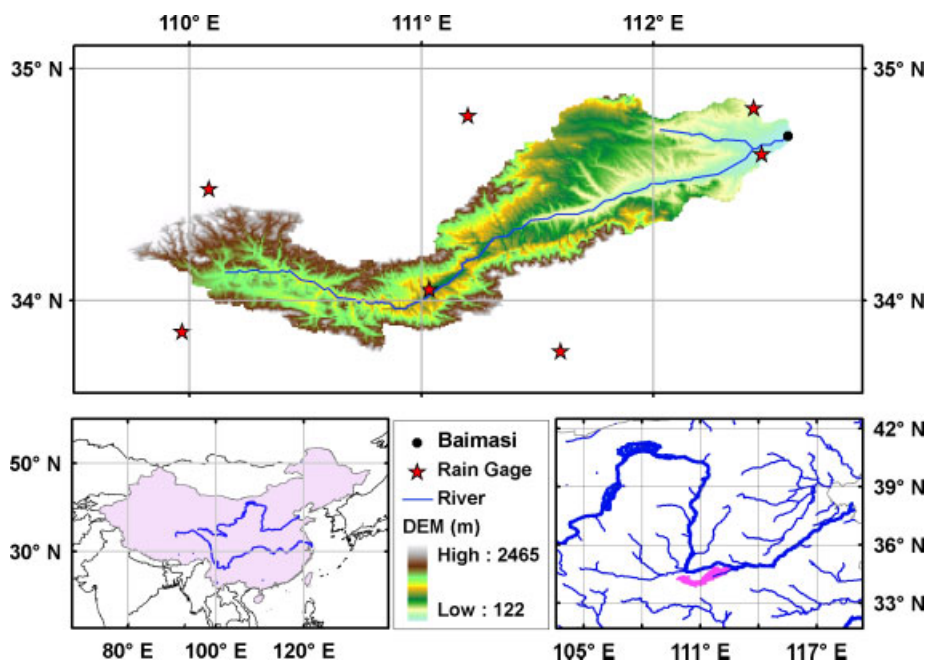 110° E 111° E 112° E
35° N 35° N
34° N 34° N
50° N
30° N
80° E 100° E 120° E
Baimasi
Rain Gage
River
DEM (m)
High : 2465
Low : 122
42° N
39° N
36° N
33° N
105° E 111° E 117° E